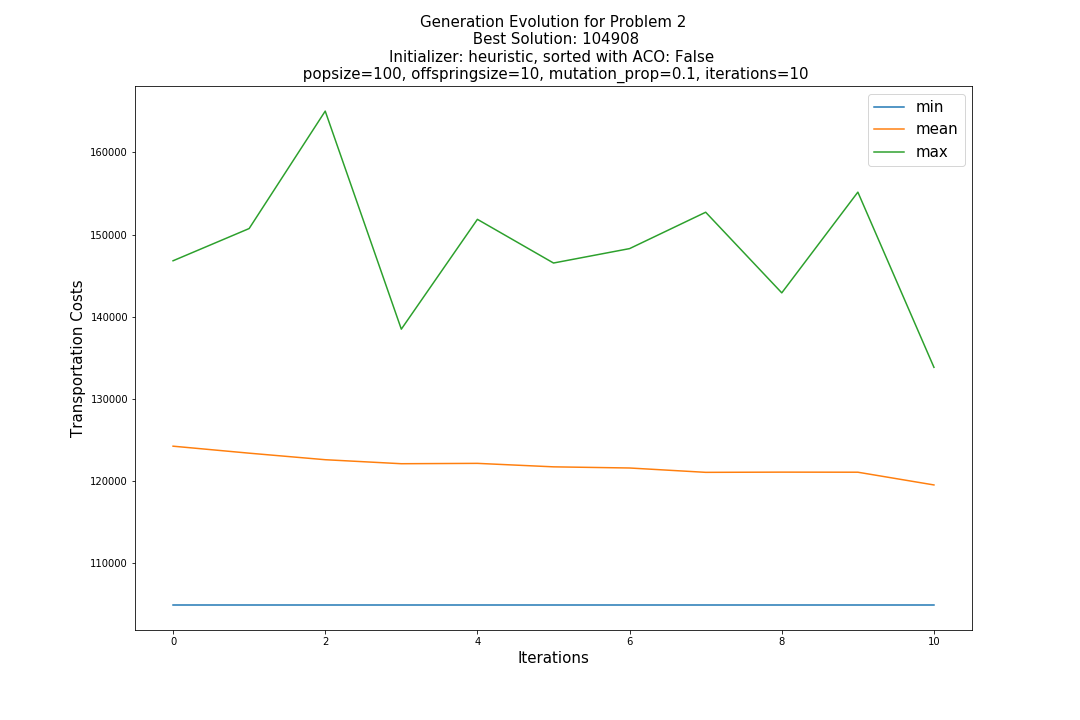 Generation Evolution for Problem 2
Best Solution: 104908
Initializer: heuristic, sorted with ACO: False
popsize=100, offspringsize=10, mutation_prop=0.1, iterations=10
min
mean
max
Transportation Costs
160000
150000
140000
130000
120000
110000
0 2 4 6 8 10
Iterations